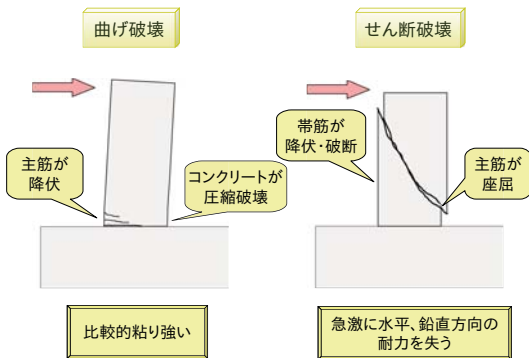 曲げ破壊
せん断破壊
主筋が
降伏
コンクリートが
圧縮破壊
帯筋が
降伏・破断
主筋が
座屈
比較的粘り強い
急激に水平、鉛直方向の
耐力を失う